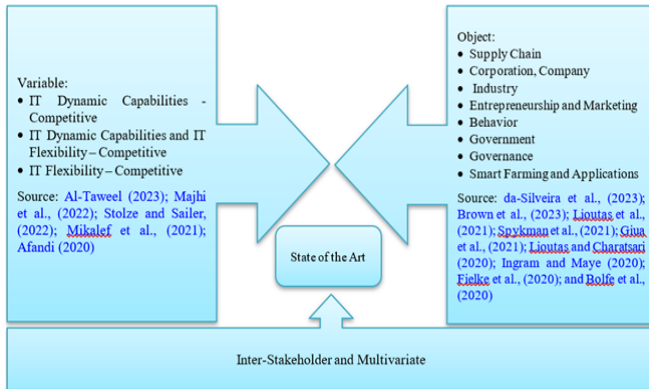 Variable:
• IT Dynamic Capabilities -
Competitive
• IT Dynamic Capabilities and IT
Flexibility – Competitive
• IT Flexibility – Competitive
Source: Al-Taweel (2023); Majhi
et al., (2022); Stolze and Sailer,
(2022); Mikalef et al., (2021);
Afandi (2020)
Object:
• Supply Chain
• Corporation, Company
• Industry
• Entrepreneurship and Marketing
• Behavior
• Government
• Governance
• Smart Farming and Applications
Source: da-Silveira et al., (2023);
Brown et al., (2023); Lioutas et al.,
(2021); Spykman et al., (2021); Giua
et al., (2021); Lioutas and Charatsari
(2020); Ingram and Maye (2020);
Fielke et al., (2020); and Bolfe et al.,
(2020)
State of the Art
Inter-Stakeholder and Multivariate